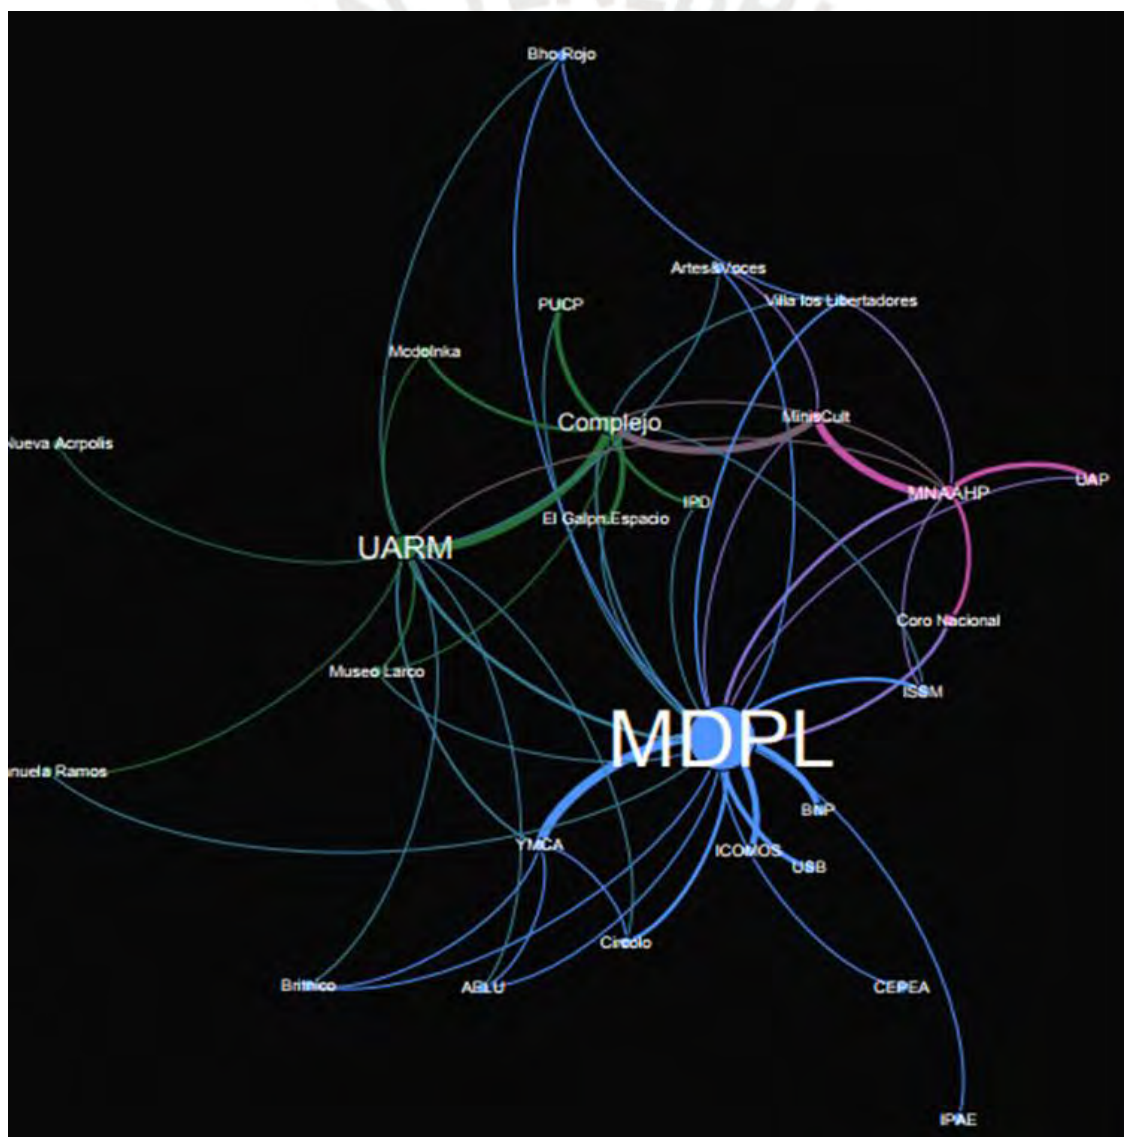 Bho Rojo
Artes&Voces
Villa los Libertadores
PUCP
Mcdolnka
Complejo
MinisCult
Nueva Acrpolis
MNAAHP
UAP
IPD
El Galpn.Espacio
UARM
Coro Nacional
Museo Larco
ISSM
MDPL
nuela Ramos
BNP
YMCA
ICOMOS
USB
Circolo
Britnico
ABLU
CEPEA
IPAE